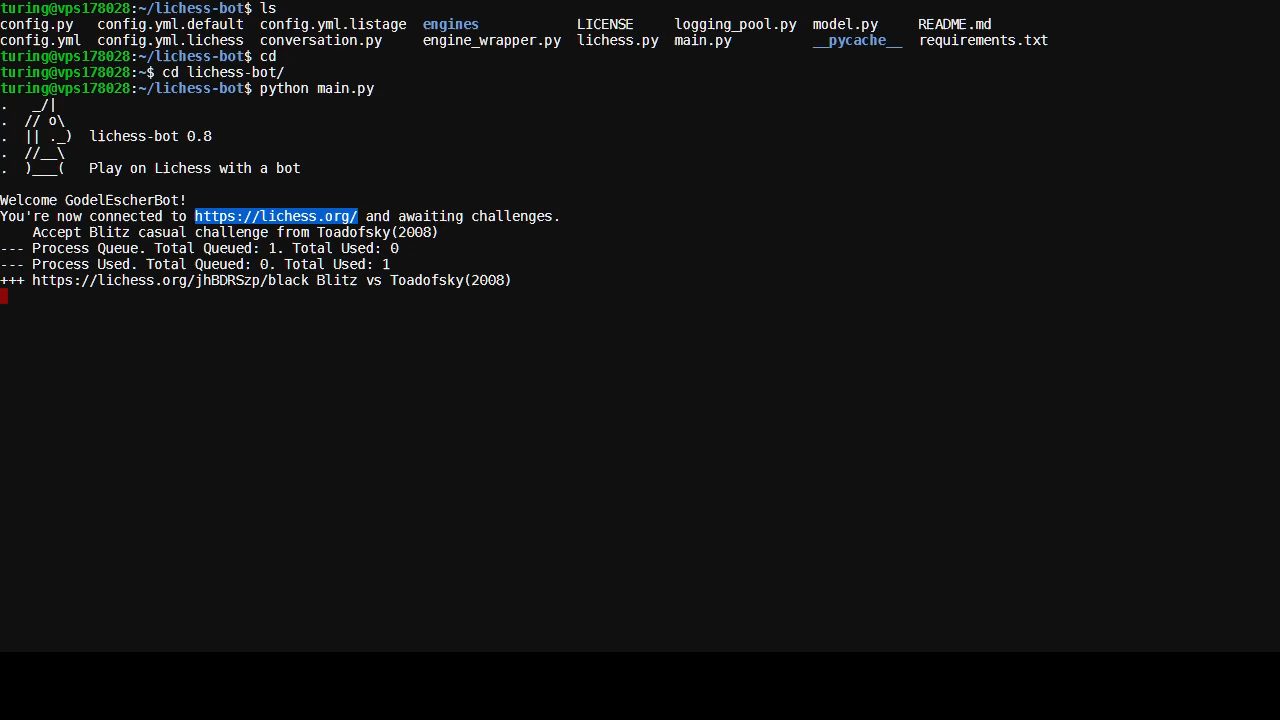 turing@vps178028:~/lichess-bot$ ls
config.py   config.yml.default  config.yml.listage  engines            LICENSE     logging_pool.py  model.py     README.md
config.yml  config.yml.lichess  conversation.py     engine_wrapper.py  lichess.py  main.py          __pycache__  requirements.txt
turing@vps178028:~/lichess-bot$ cd
turing@vps178028:~$ cd lichess-bot/
turing@vps178028:~/lichess-bot$ python main.py
.   _/|
.  // o\
.  || ._)  lichess-bot 0.8
.  //__\
.  )___(   Play on Lichess with a bot
Welcome GodelEscherBot!
You're now connected to https://lichess.org/ and awaiting challenges.
    Accept Blitz casual challenge from Toadofsky(2008)
--- Process Queue. Total Queued: 1. Total Used: 0
--- Process Used. Total Queued: 0. Total Used: 1
+++ https://lichess.org/jhBDRSzp/black Blitz vs Toadofsky(2008)